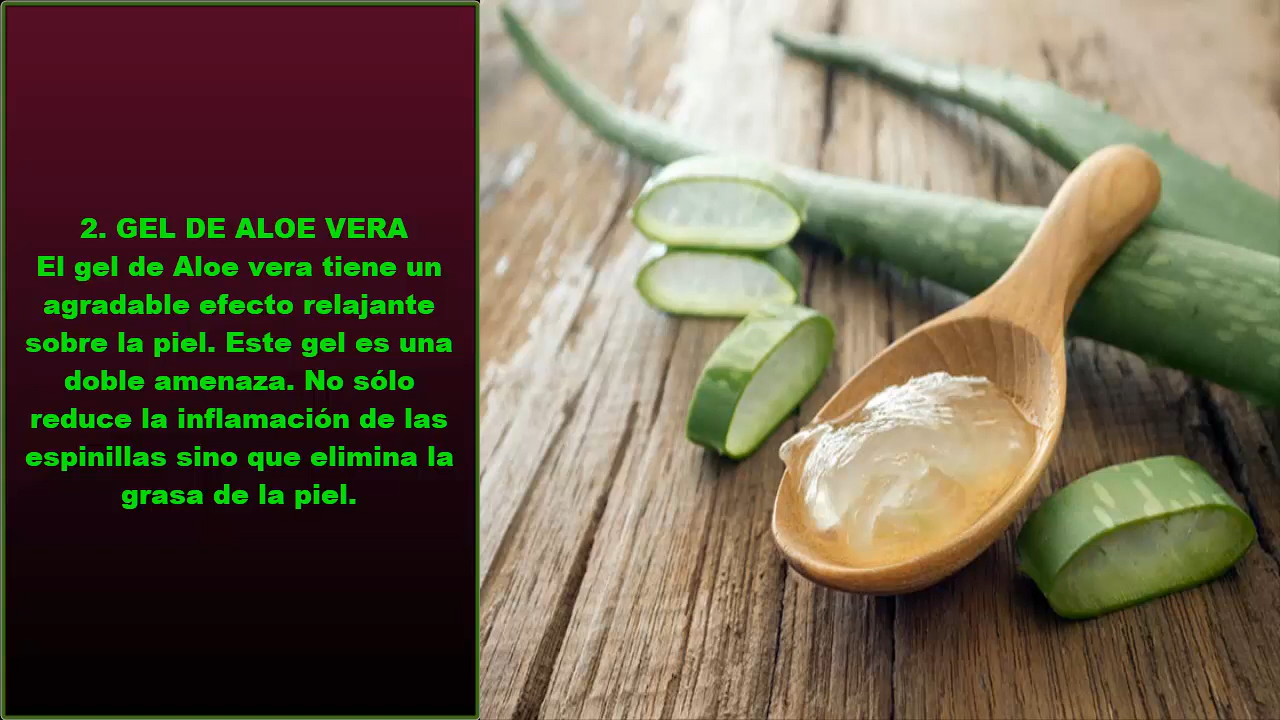 2. GEL DE ALOE VERA
El gel de Aloe vera tiene un
agradable efecto relajante
sobre la piel. Este gel es una
doble amenaza. No sólo
reduce la inflamación de las
espinillas sino que elimina la
grasa de la piel.